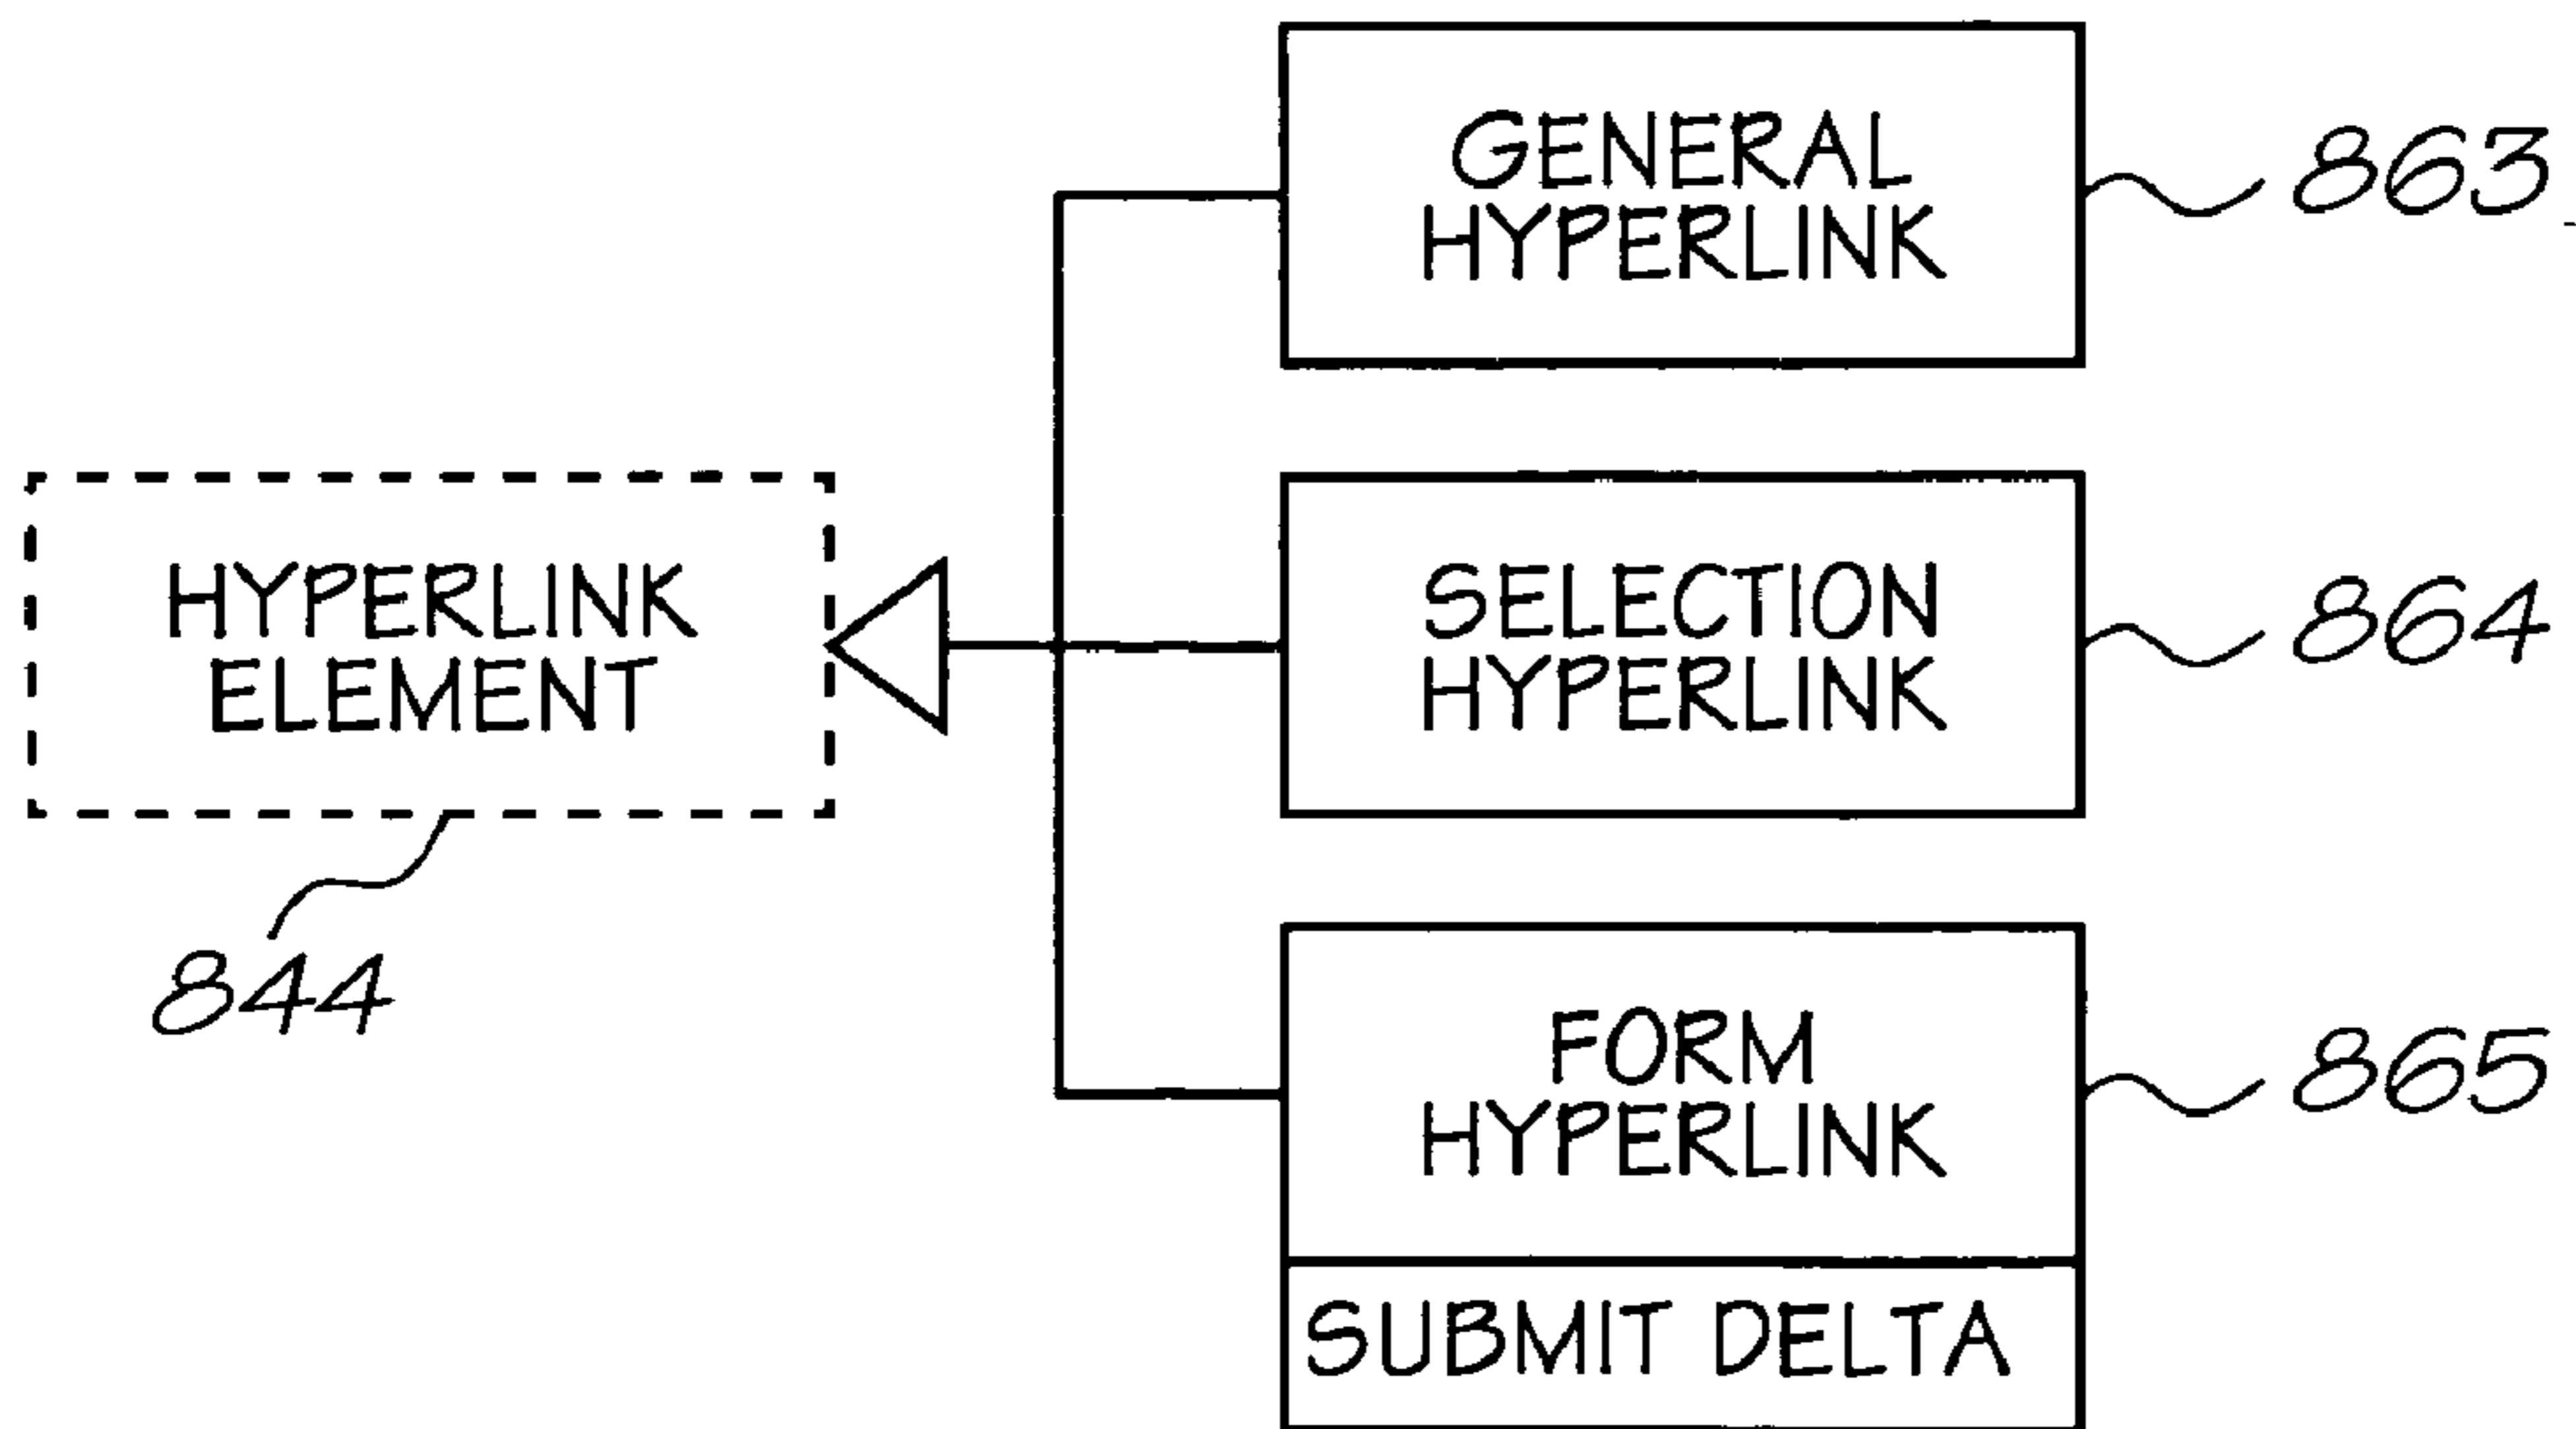 GENERAL
HYPERLINK
863
HYPERLINK
ELEMENT
844
SELECTION
HYPERLINK
864
FORM
HYPERLINK
865
SUBMIT DELTA